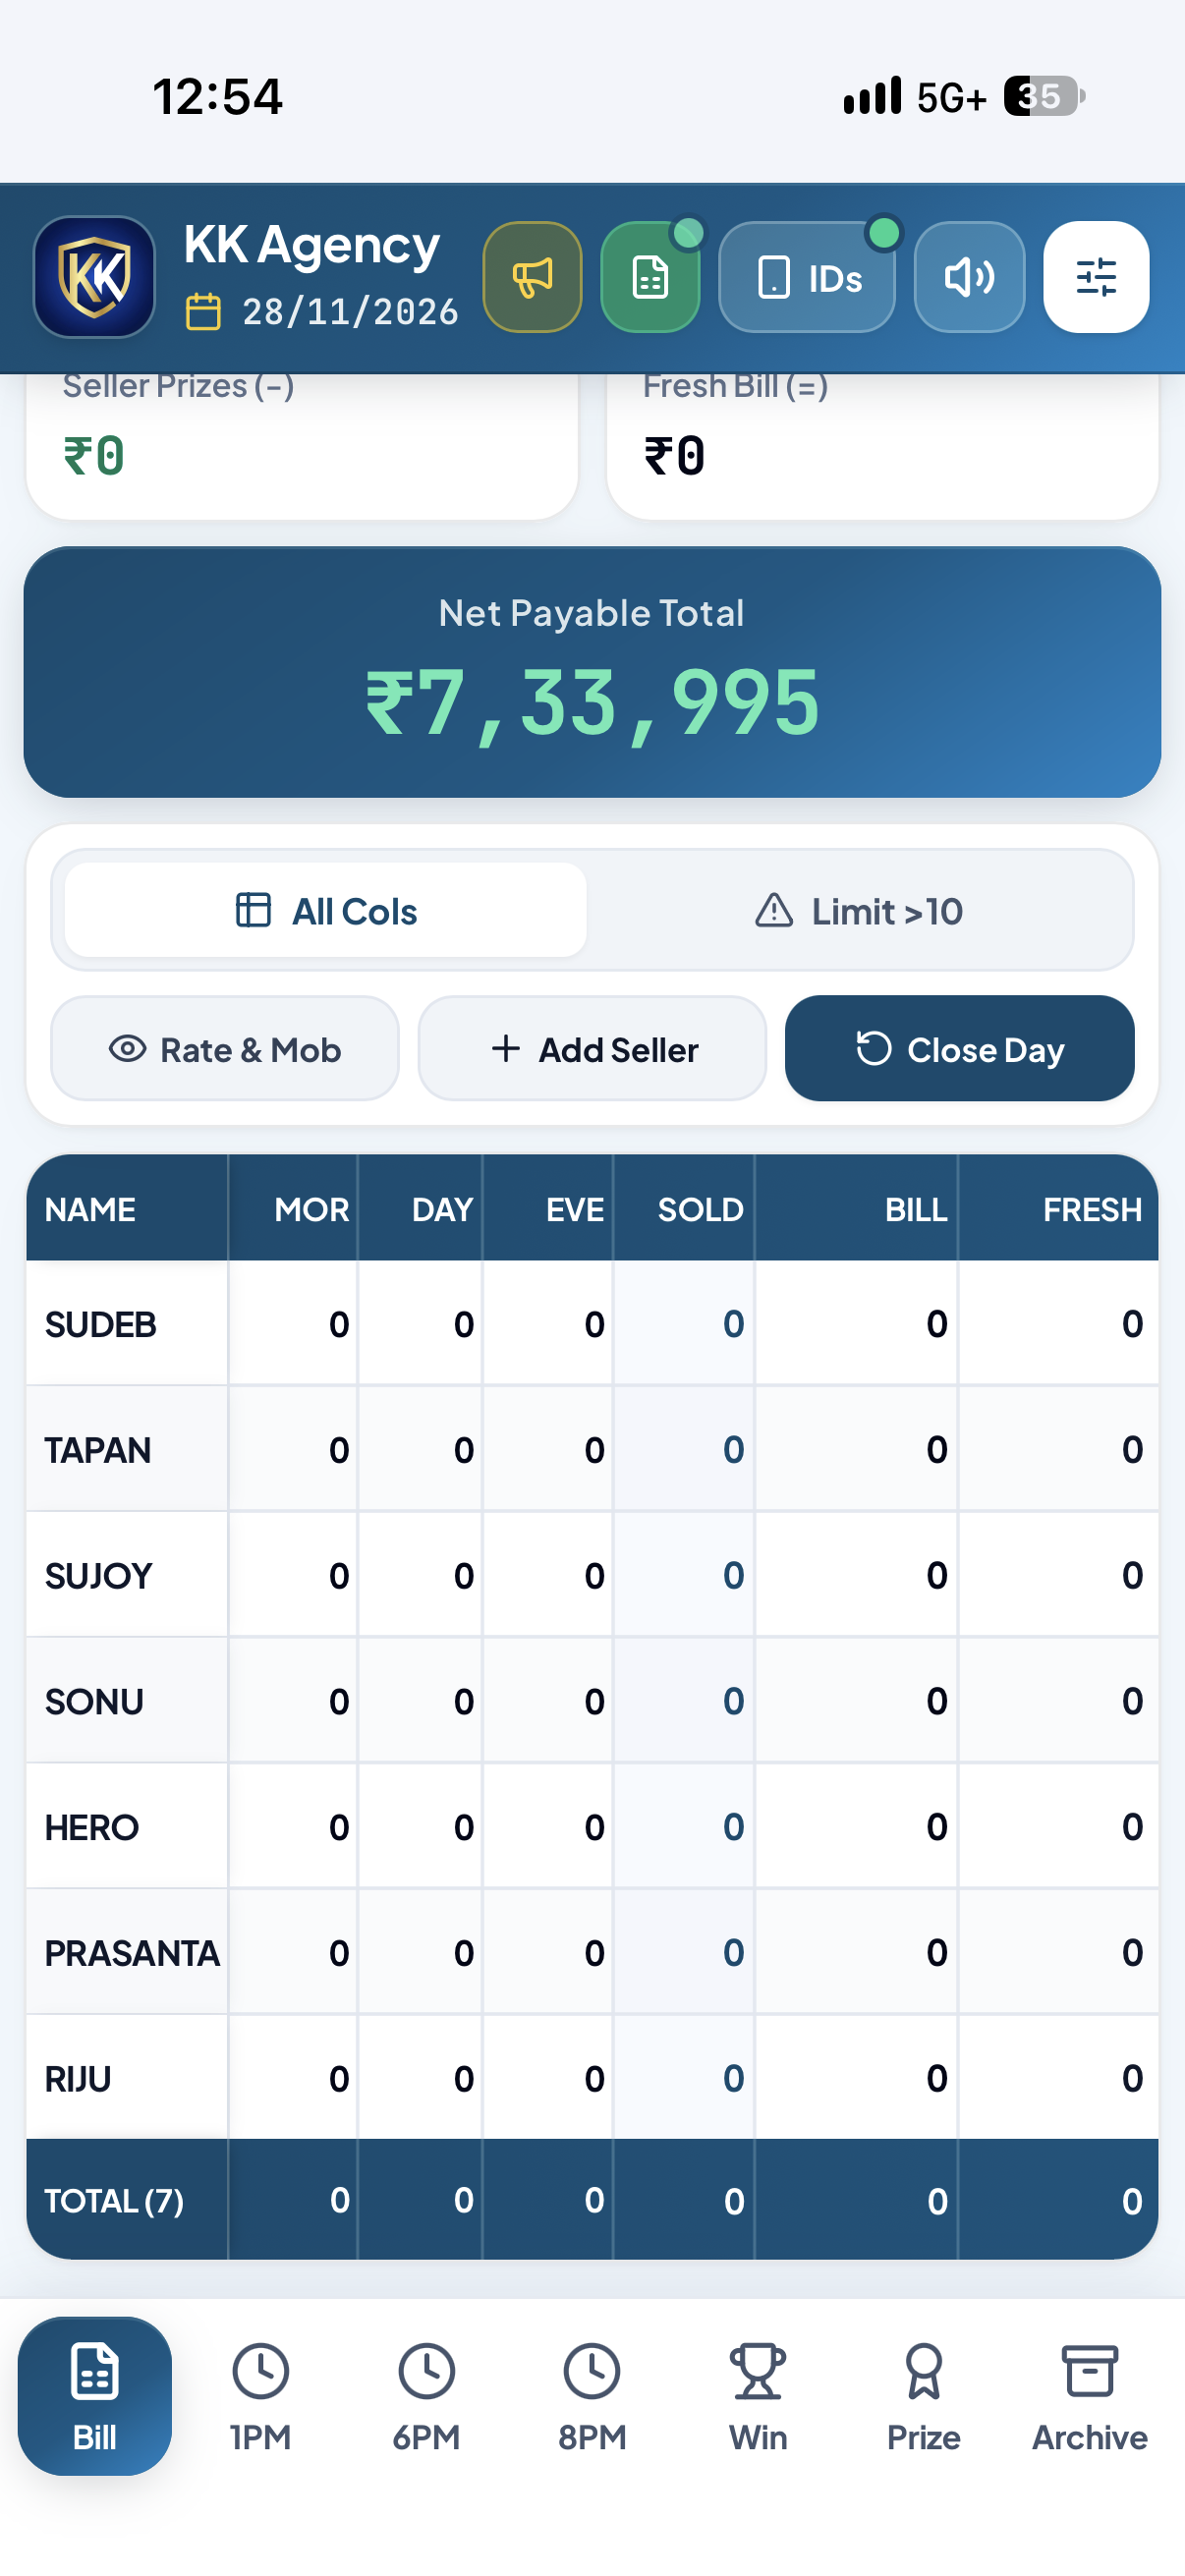 12:54
5G+ 35
KK
KK Agency
28/11/2026
IDs
Seller Prizes (-)
Fresh Bill (=)
₹0
₹0
Net Payable Total
₹7,33,995
All Cols
Limit >10
Rate & Mob
Add Seller
Close Day
NAME MOR DAY EVE SOLD BILL FRESH
SUDEB 0 0 0 0 0 0
TAPAN 0 0 0 0 0 0
SUJOY 0 0 0 0 0 0
SONU 0 0 0 0 0 0
HERO 0 0 0 0 0 0
PRASANTA 0 0 0 0 0 0
RIJU 0 0 0 0 0 0
TOTAL (7) 0 0 0 0 0 0
Bill 1PM 6PM 8PM Win Prize Archive